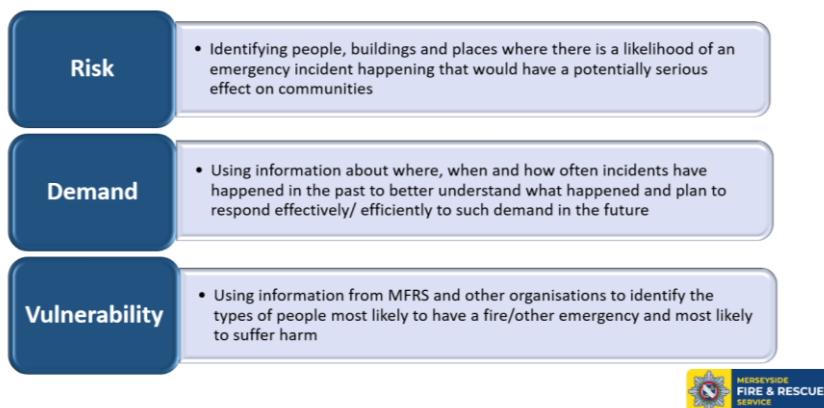 Risk
• Identifying people, buildings and places where there is a likelihood of an
emergency incident happening that would have a potentially serious
effect on communities
Demand
• Using information about where, when and how often incidents have
happened in the past to better understand what happened and plan to
respond effectively/ efficiently to such demand in the future
Vulnerability
• Using information from MFRS and other organisations to identify the
types of people most likely to have a fire/other emergency and most likely
to suffer harm
MERSEYSIDE
FIRE & RESCUE
SERVICE